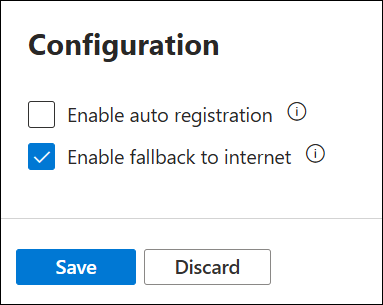 Configuration
Enable auto registration
Enable fallback to internet
Save Discard